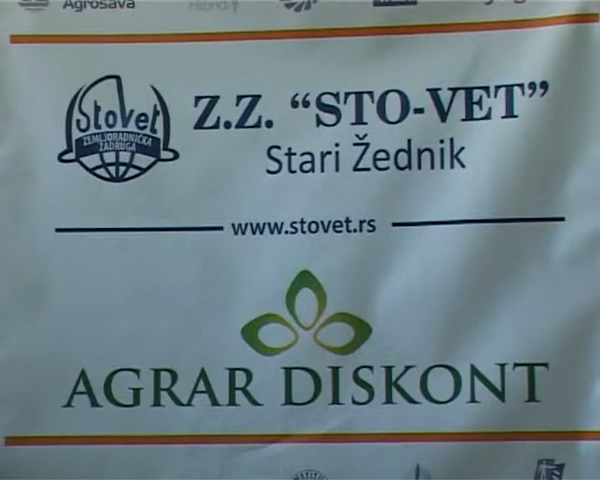 Agrosava
StoVet
ZEMLJORADNIČKA
ZADRUGA
Z.Z. “STO-VET”
Stari Žednik
www.stovet.rs
AGRAR DISKONT